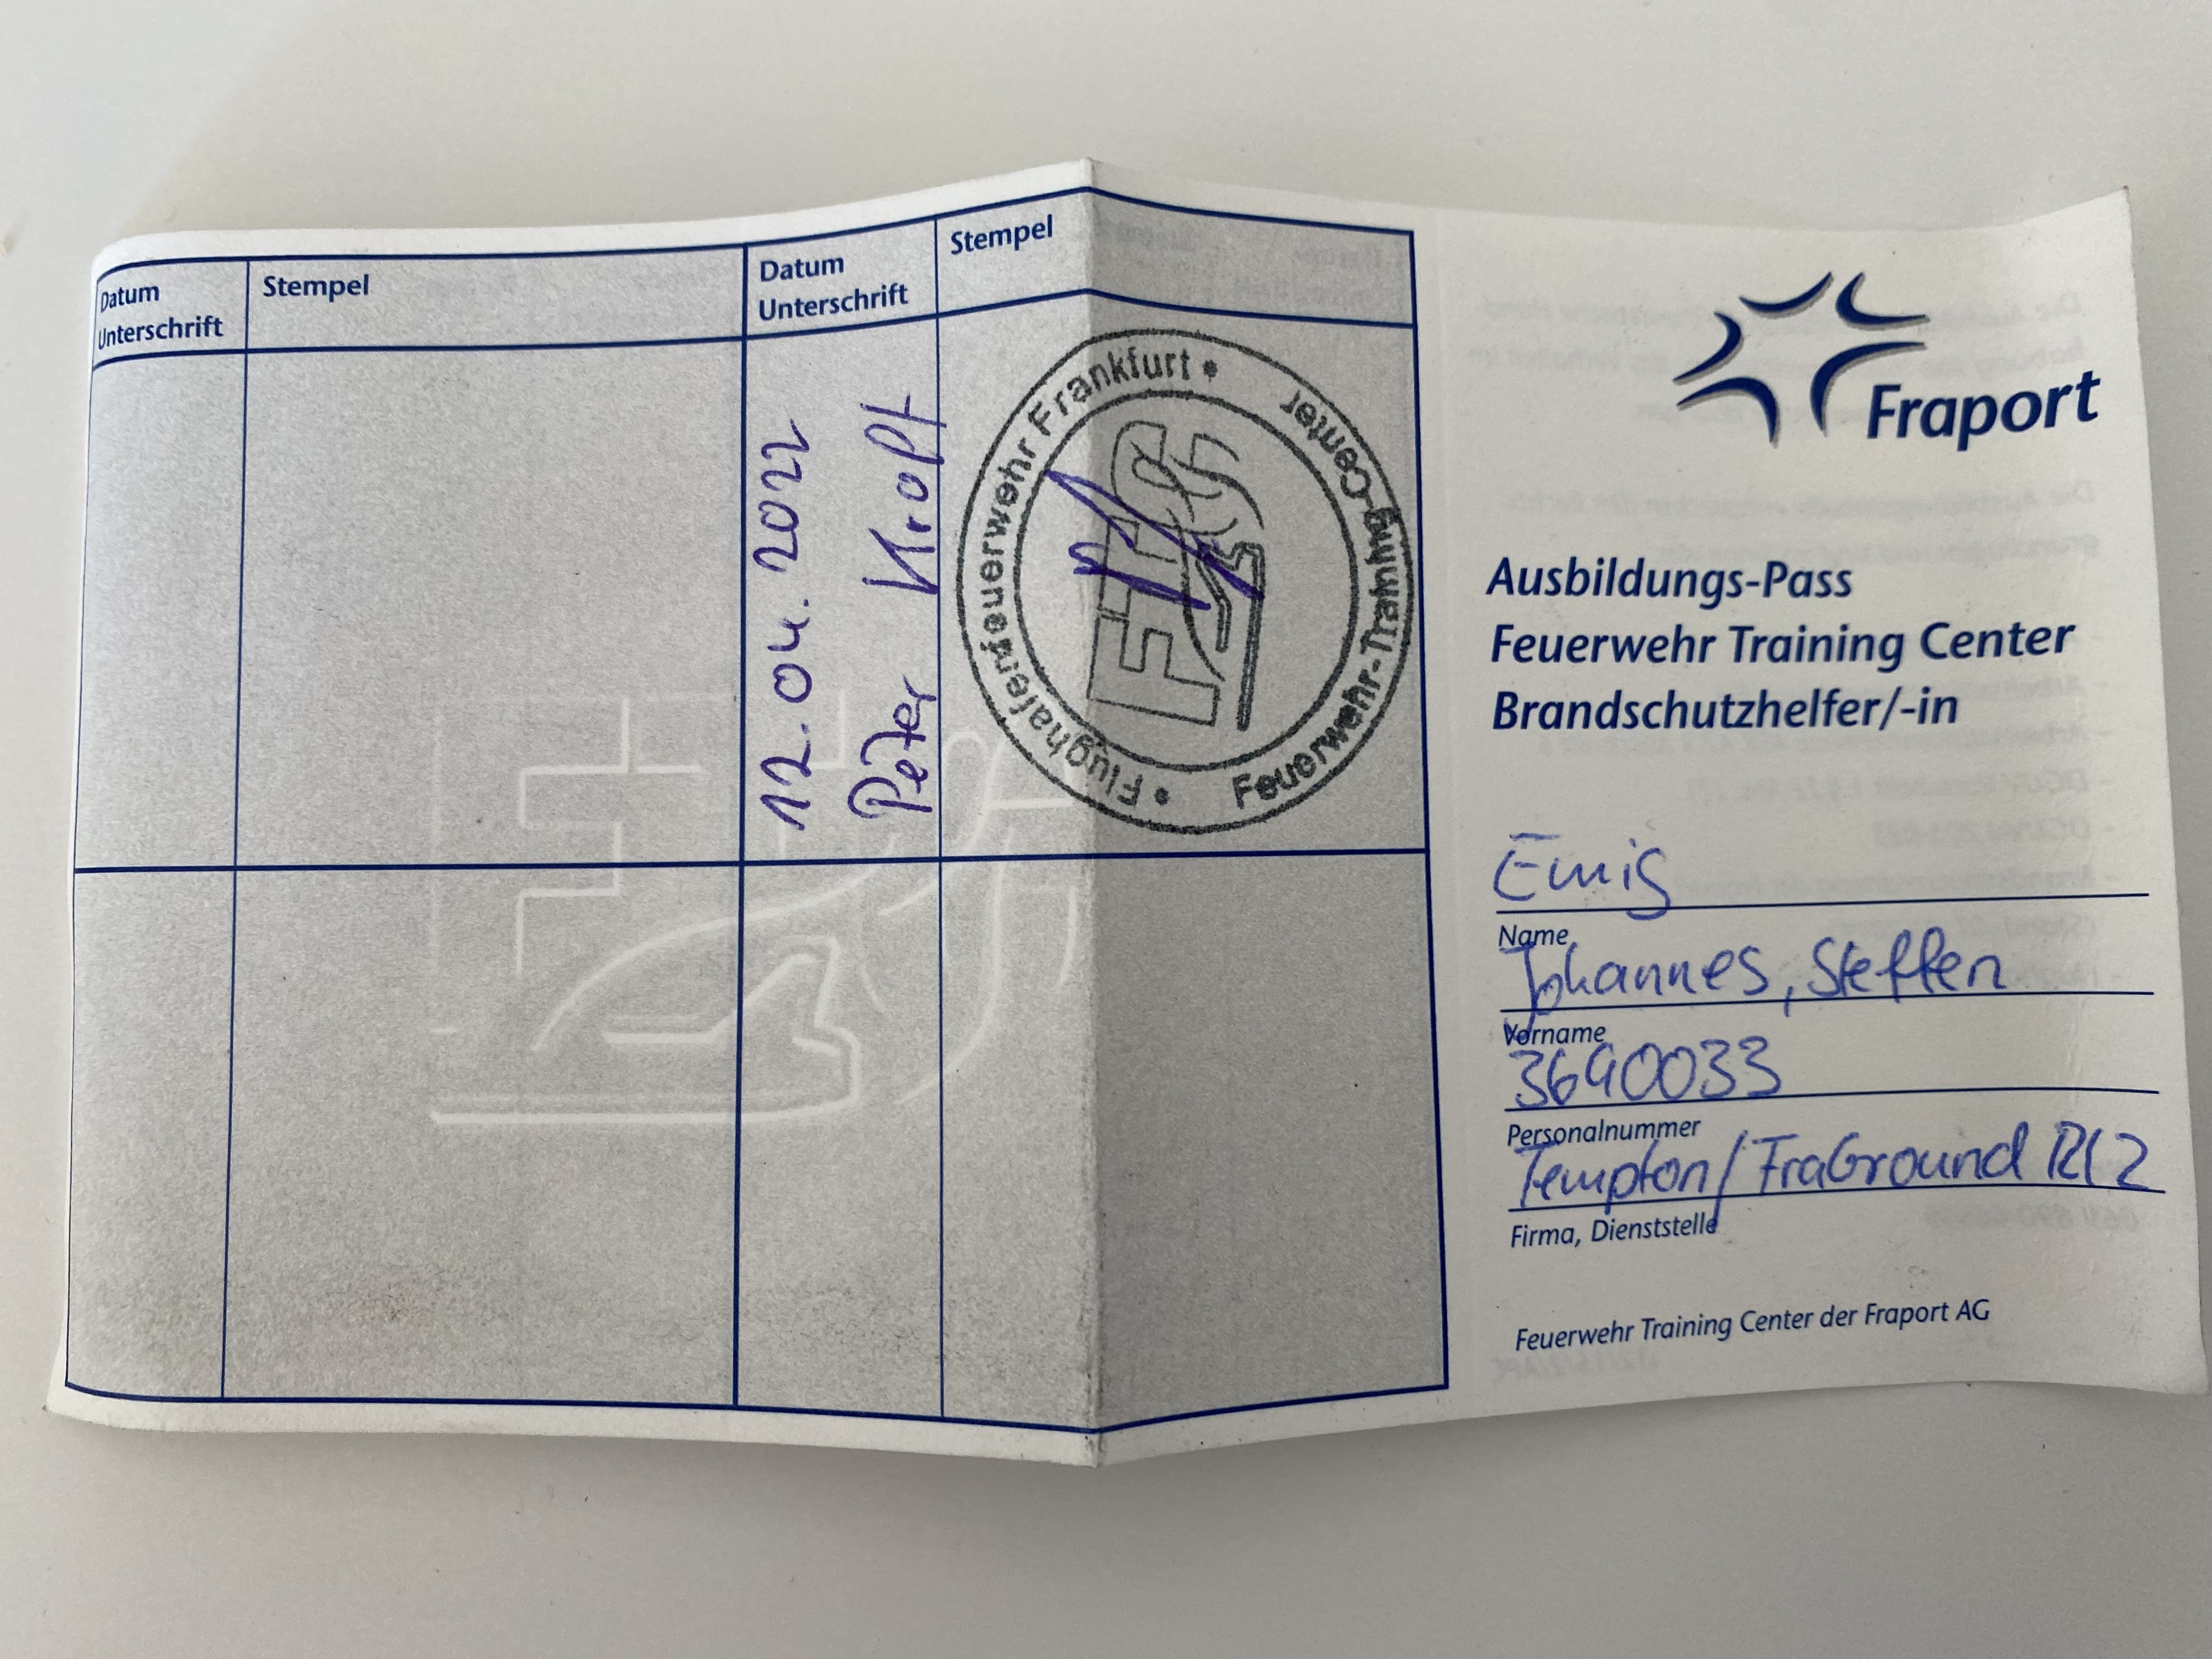 Datum
Unterschrift
Stempel
Datum
Unterschrift
Stempel
12.04.2022
Peter Kropf
• Flughafenfeuerwehr Frankfurt •
Feuerwehr-Training-Center
FTC
Fraport
Ausbildungs-Pass
Feuerwehr Training Center
Brandschutzhelfer/-in
Emig
Name
Johannes, Steffen
Vorname
3690033
Personalnummer
Tempton/FraGround
Firma, Dienststelle
Feuerwehr Training Center der Fraport AG